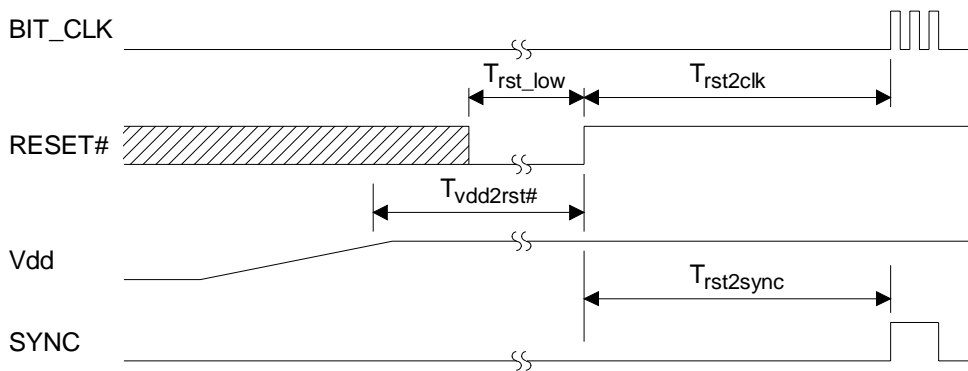 BIT_CLK
Trst_low
Trst2clk
RESET#
Tvdd2rst#
Vdd
Trst2sync
SYNC